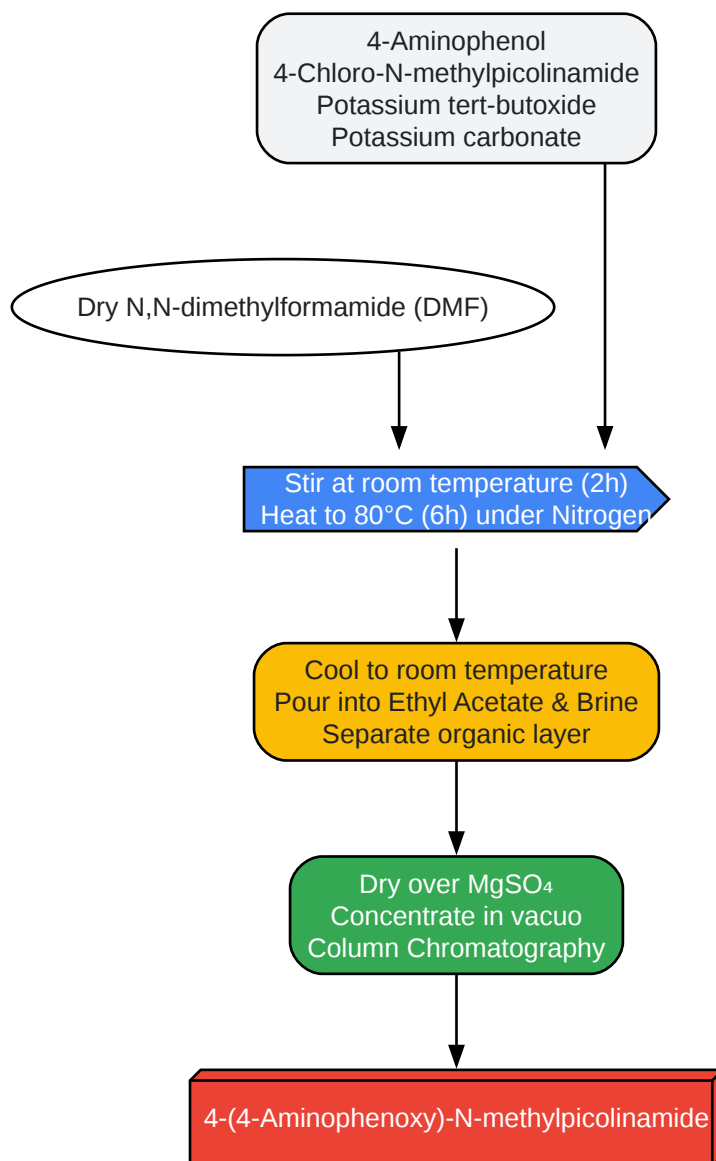 4-Aminophenol
4-Chloro-N-methylpicolinamide
Potassium tert-butoxide
Potassium carbonate
Dry N,N-dimethylformamide (DMF)
Stir at room temperature (2h)
Heat to 80°C (6h) under Nitrogen
Cool to room temperature
Pour into Ethyl Acetate & Brine
Separate organic layer
Dry over MgSO₄
Concentrate in vacuo
Column Chromatography
4-(4-Aminophenoxy)-N-methylpicolinamide